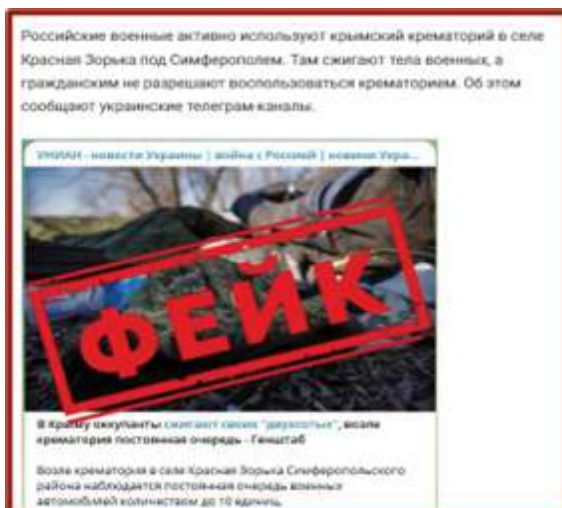 Российские военные активно используют крымский крематорий в селе
Красная Зорька под Симферополем. Там сжигают тела военных, а
гражданским не разрешают воспользоваться крематорием. Об этом
сообщают украинские телеграм-каналы.
УНИАН - новости Украины | война с Россией | новини Укра...
ФЕЙК
В Крыму оккупанты сжигают своих "двухсотых", возле
крематория постоянная очередь - Генштаб
Возле крематория в селе Красная Зорька Симферопольского
района наблюдается постоянная очередь военных
автомобилей количеством до 10 единиц.